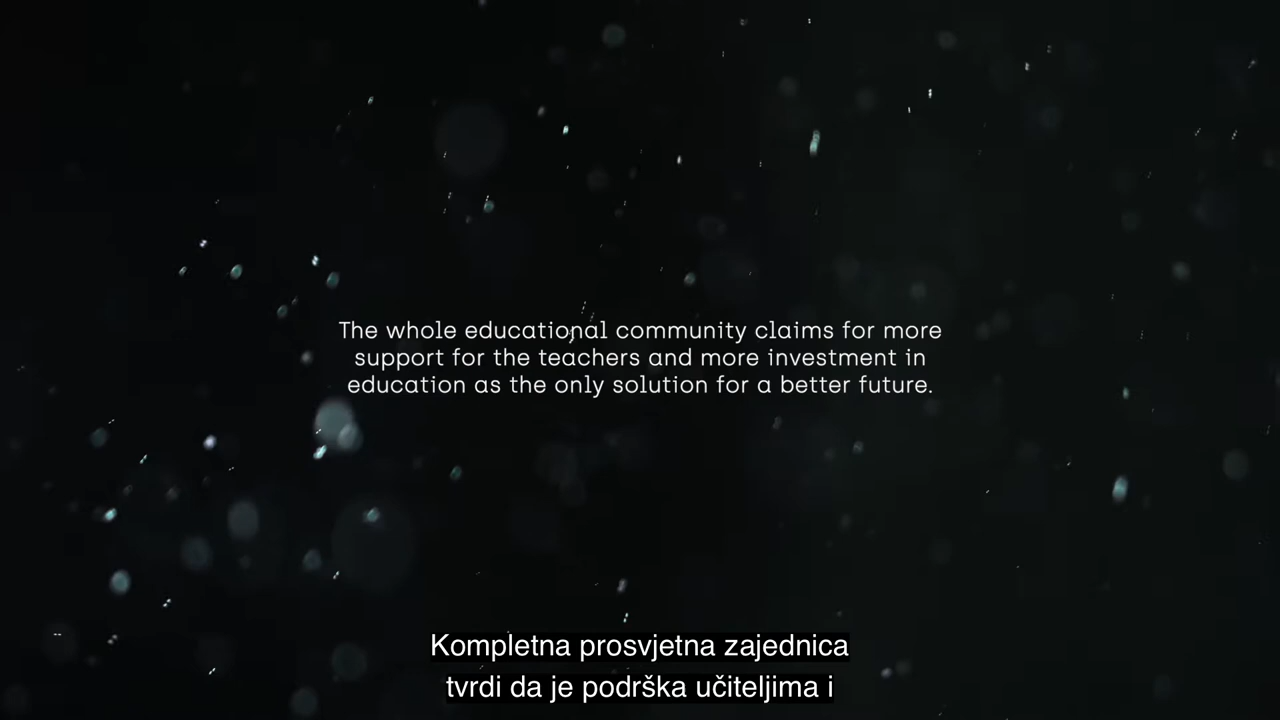 The whole educational community claims for more
support for the teachers and more investment in
education as the only solution for a better future.
Kompletna prosvjetna zajednica
tvrdi da je podrška učiteljima i